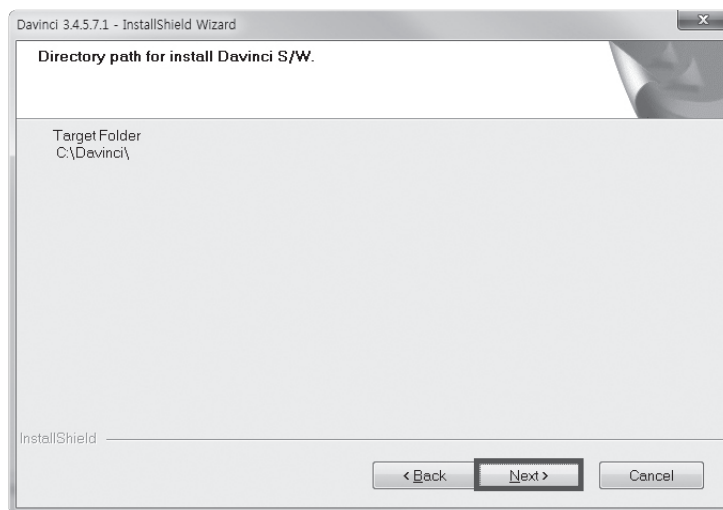 Davinci 3.4.5.7.1 - InstallShield Wizard
x
Directory path for install Davinci S/W.
Target Folder
C:\Davinci\
InstallShield
< Back
Next >
Cancel